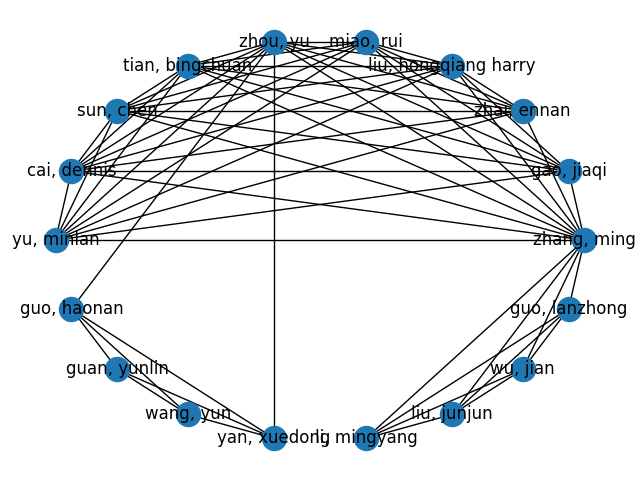 zhou, yu
miao, rui
tian, bingchuan
liu, hongqiang harry
sun, chen
zhai, ennan
cai, dennis
gao, jiaqi
yu, minlan
zhang, ming
guo, haonan
guo, lanzhong
guan, yunlin
wu, jian
wang, yun
liu, junjun
yan, xuedong
li, mingyang